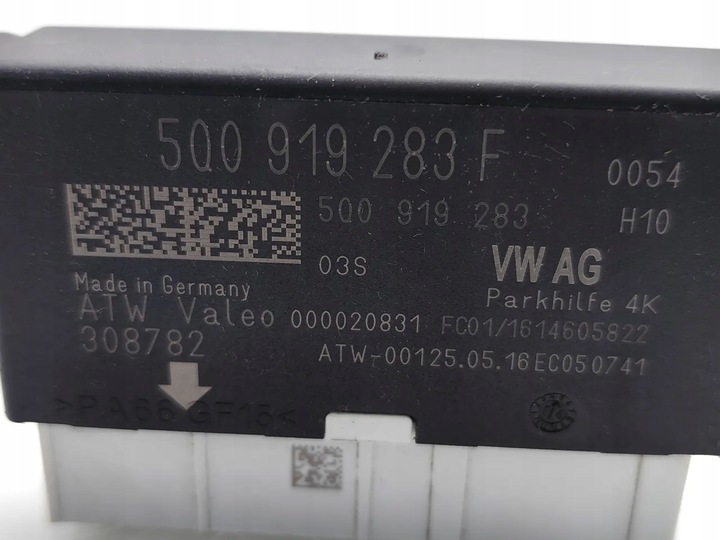 5Q0 919 283 F
0054
5Q0 919 283
H10
03S
VW AG
Made in Germany
Parkhilfe 4K
ATW Valeo 000020831 FC01/1614605822
308782
ATW-00125.05.16EC050741
>PA66 GF15<